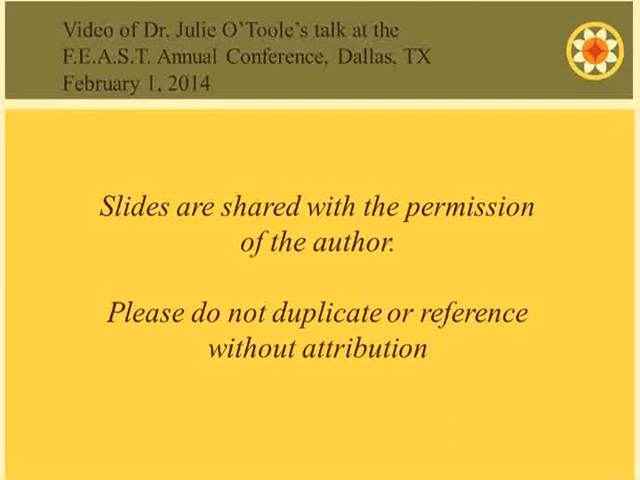 Video of Dr. Julie O'Toole's talk at the
F.E.A.S.T. Annual Conference, Dallas, TX
February 1, 2014
Slides are shared with the permission
of the author.
Please do not duplicate or reference
without attribution